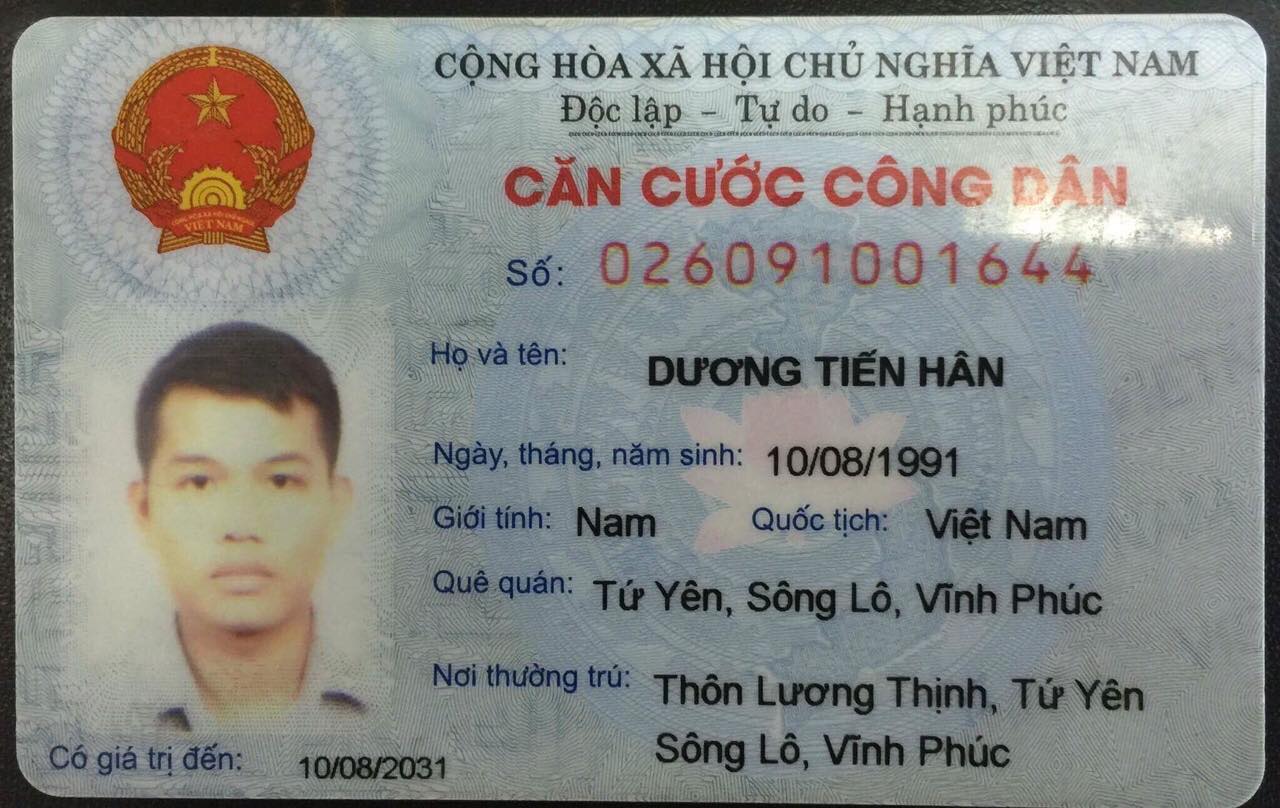 CỘNG HÒA XÃ HỘI CHỦ NGHĨA VIỆT NAM
Độc lập - Tự do - Hạnh phúc
CĂN CƯỚC CÔNG DÂN
Số: 026091001644
Họ và tên: DƯƠNG TIẾN HÂN
Ngày, tháng, năm sinh: 10/08/1991
Giới tính: Nam Quốc tịch: Việt Nam
Quê quán: Tứ Yên, Sông Lô, Vĩnh Phúc
Nơi thường trú: Thôn Lương Thịnh, Tứ Yên
Sông Lô, Vĩnh Phúc
Có giá trị đến: 10/08/2031
CỘNG HÒA XÃ HỘI CHỦ NGHĨA
VIỆT NAM